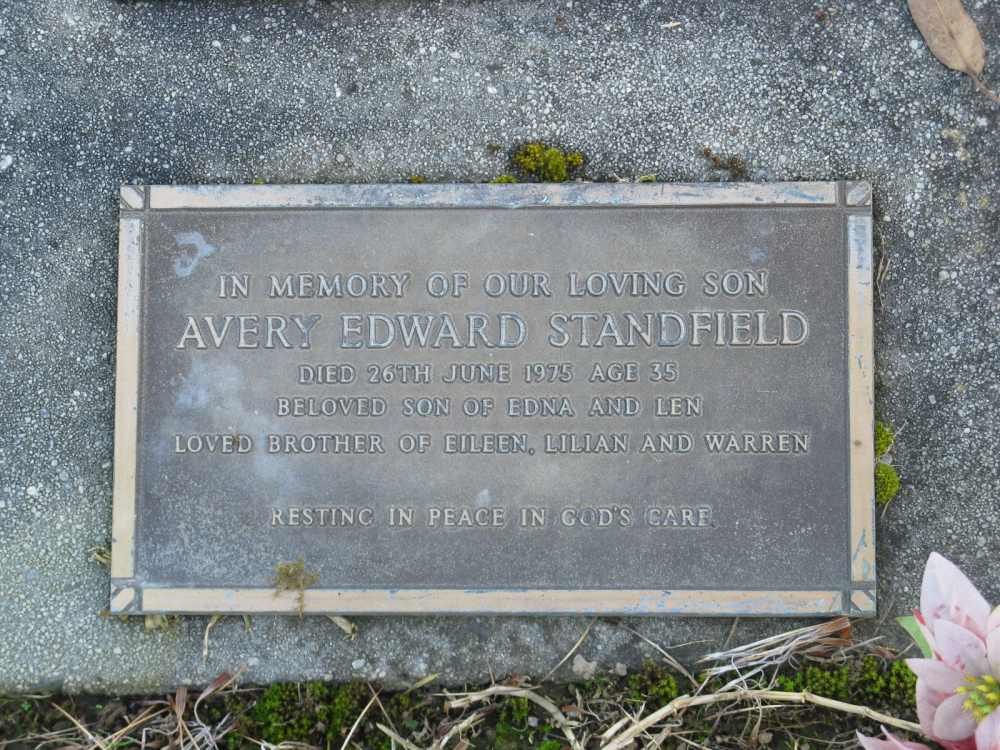 IN MEMORY OF OUR LOVING SON
AVERY EDWARD STANDFIELD
DIED 26TH JUNE 1975 AGE 35
BELOVED SON OF EDNA AND LEN
LOVED BROTHER OF EILEEN, LILIAN AND WARREN
RESTING IN PEACE IN GOD'S CARE.